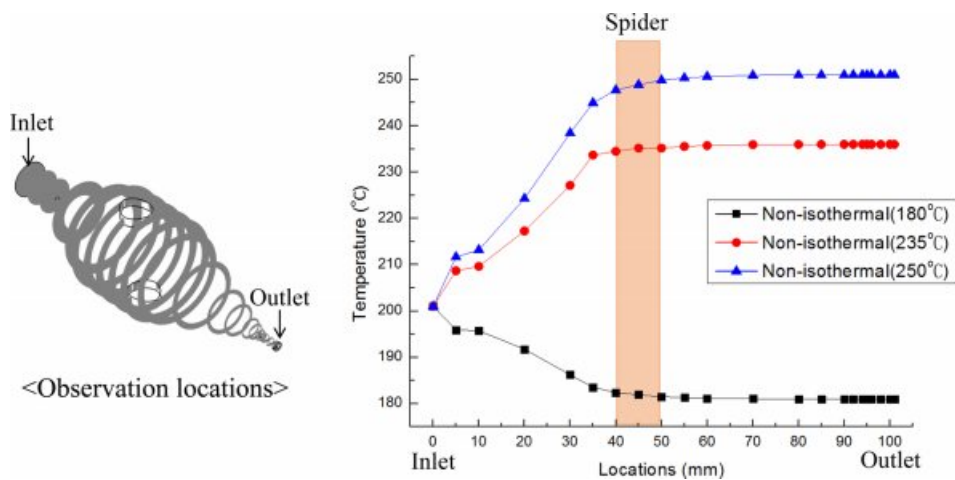 Inlet
Outlet
<Observation locations>
Spider
Temperature (°C)
250
240
230
220
210
200
190
180
Non-isothermal(180℃)
Non-isothermal(235℃)
Non-isothermal(250℃)
0 10 20 30 40 50 60 70 80 90 100
Inlet
Locations (mm)
Outlet